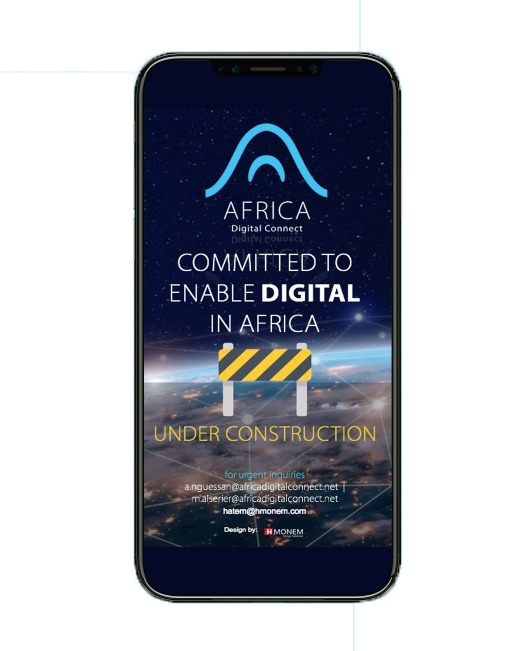 AFRICA
Digital Connect
COMMITTED TO
ENABLE DIGITAL
IN AFRICA
UNDER CONSTRUCTION
for urgent inquiries
a.nguessan@africadigitalconnect.net |
m.alserier@africadigitalconnect.net
hatem@hmonem.com
Design by: H MONEM